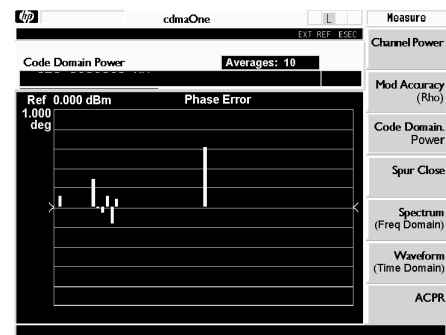 hp
cdmaOne
L
Measure
EXT REF ESEC
Channel Power
Code Domain Power
Averages: 10
Mod Accuracy
(Rho)
Ref 0.000 dBm
Phase Error
1.000
deg
Code Domain.
Power
Spur Close
Spectrum
(Freq Domain)
Waveform
(Time Domain)
ACPR